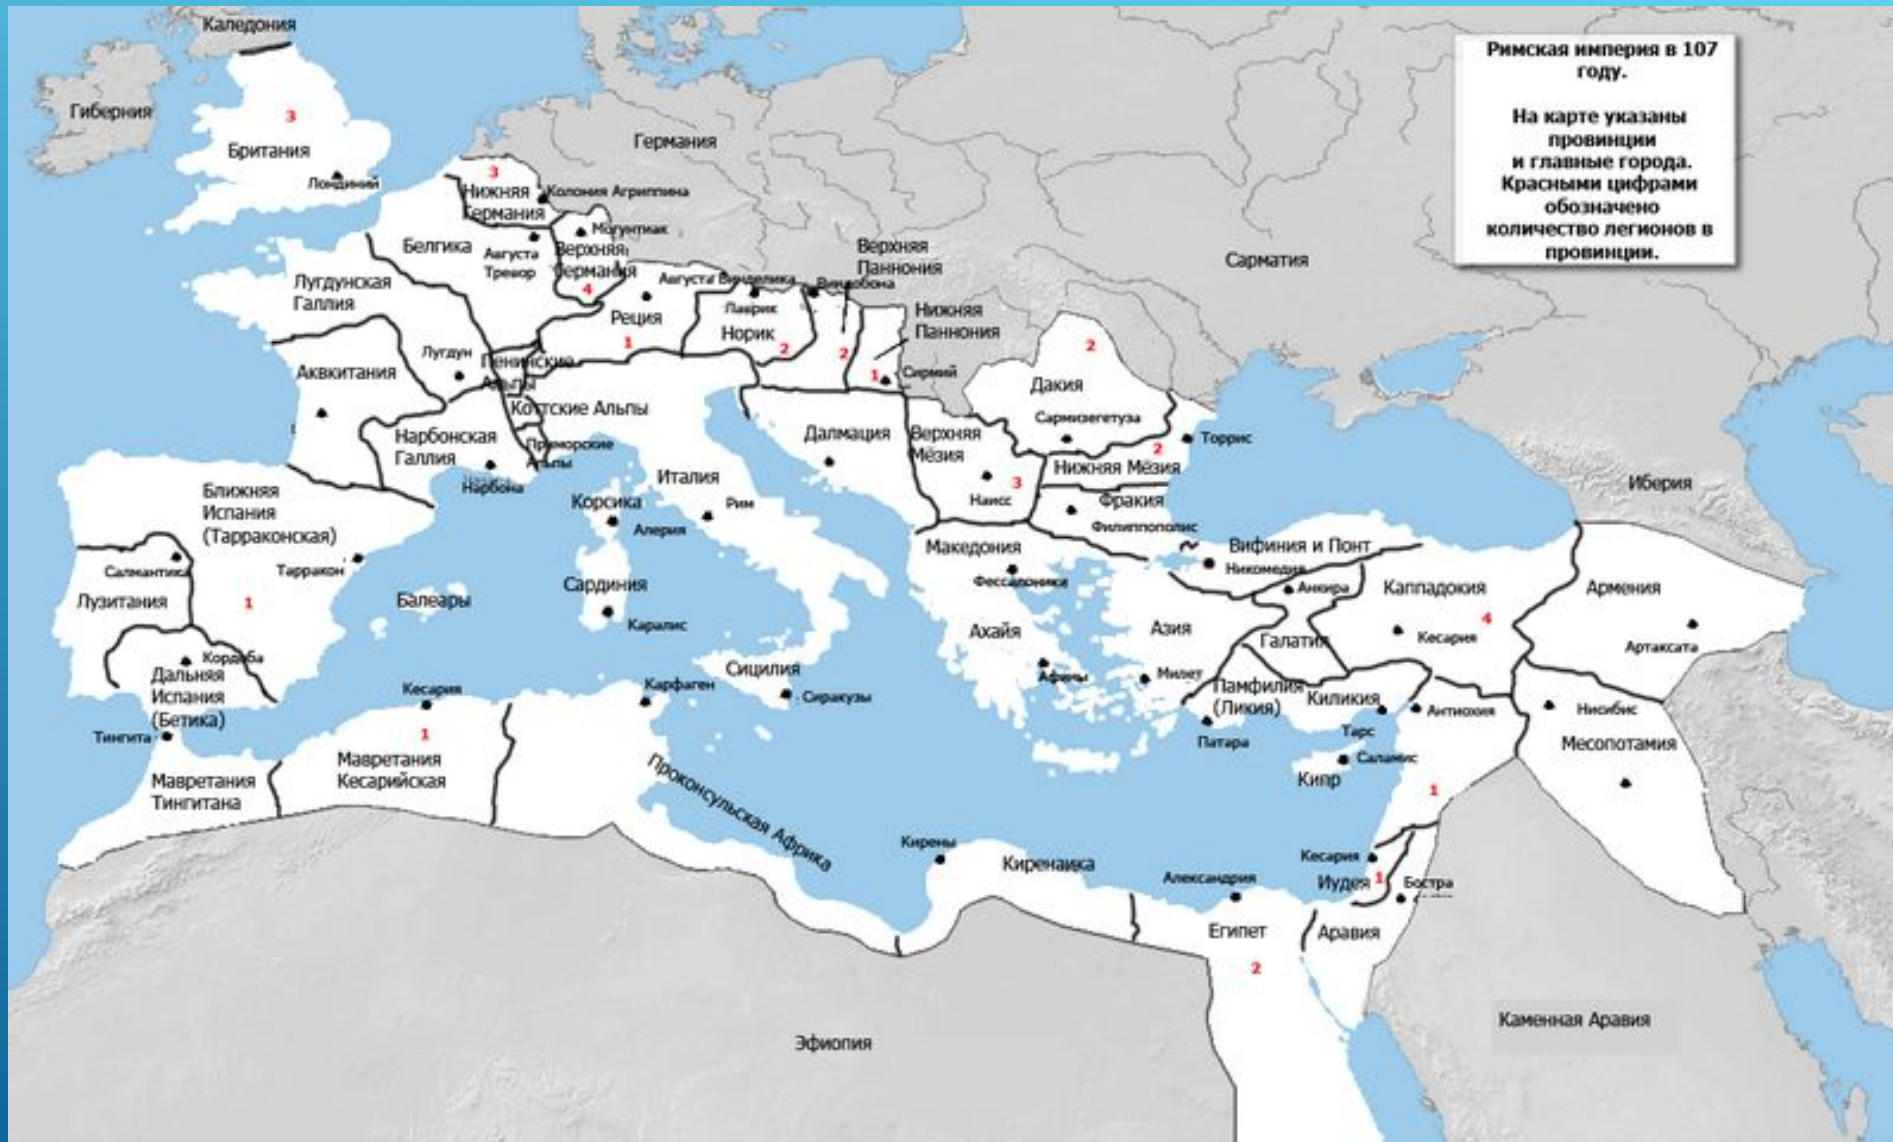 Каледония
Римская империя в 107
году.
На карте указаны
провинции
и главные города.
Красными цифрами
обозначено
количество легионов в
провинции.
Гиберния
3
Британия
Лондиний
Германия
3
Нижняя
Германия
Колония Агриппина
Могунтиак
Белгика
Август
Тревор
Верхняя
Германия
4
Верхняя
Паннония
Сарматия
Лугдунская
Галлия
Августа Винделика
Виндобона
Лаврик
Реция
1
Норик
2
2
Нижняя
Паннония
1
Сирмий
2
Дакия
Сармизегетуза
Лугдун
Пенинские
Альпы
Аквкитания
Коттские Альпы
Нарбонская
Галлия
Приморские
Альпы
Нарбона
Далмация
Верхняя
Мёзия
3
Наисс
2
Нижняя Мёзия
Торрис
Фракия
Филиппополис
Италия
Рим
Корсика
Алерия
Иберия
Ближняя
Испания
(Тарраконская)
Салмантика
Тарракон
Лузитания
1
Балеары
Сардиния
Каралис
Македония
Фессалоники
Вифиния и Понт
Никомедия
Анкира
Каппадокия
4
Кесария
Армения
Артаксата
Ахайя
Афины
Азия
Милет
Галатия
Кордоба
Дальняя
Испания
(Бетика)
Тингита
Кесария
Карфаген
Сицилия
Сиракузы
Памфилия
(Ликия)
Патара
Киликия
Тарс
Антиохия
Нисибис
Месопотамия
Саламис
Кипр
1
Мавретания
Тингитана
1
Мавретания
Кесарийская
Проконсульская Африка
Кирены
Киренаика
Александрия
Кесария
Иудея
1
Бостра
Египет
2
Аравия
Эфиопия
Каменная Аравия